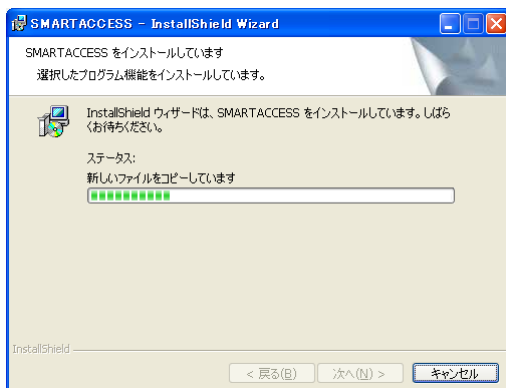 SMARTACCESS - InstallShield Wizard
SMARTACCESS をインストールしています
選択したプログラム機能をインストールしています。
InstallShield ウィザードは、SMARTACCESS をインストールしています。しばら
くお待ちください。
ステータス:
新しいファイルをコピーしています
InstallShield
< 戻る(B) 次へ(N) > キャンセル